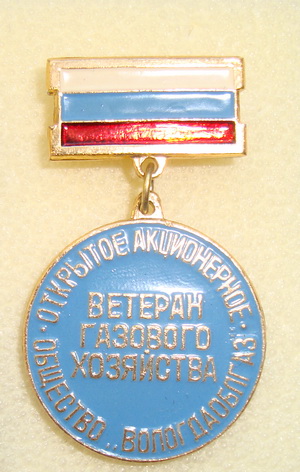 · ОТКРЫТОЕ АКЦИОНЕРНОЕ ·
ОБЩЕСТВО „ВОЛОГДАОБЛГАЗ"
ВЕТЕРАН
ГАЗОВОГО
ХОЗЯЙСТВА